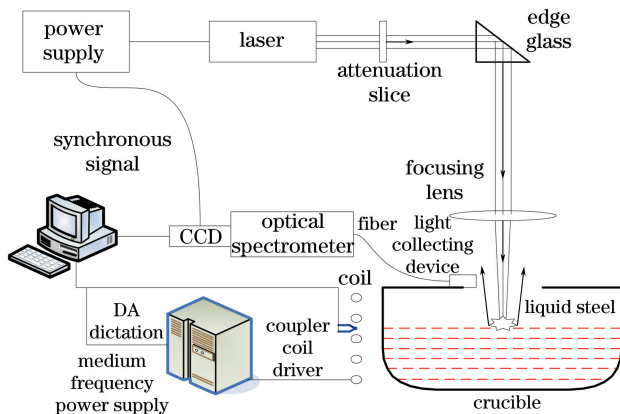 power
supply
laser
edge
glass
attenuation
slice
synchronous
signal
focusing
lens
CCD
optical
spectrometer
fiber
light
collecting
device
coil
liquid steel
DA
dictation
coupler
coil
driver
medium
frequency
power supply
crucible